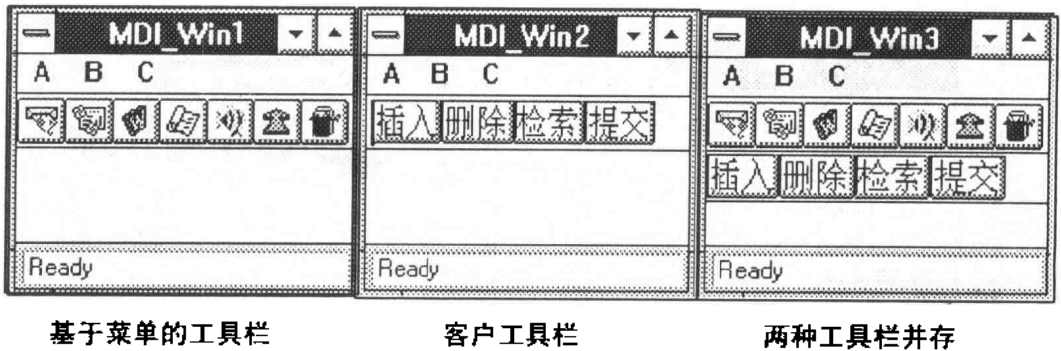 MDI_Win1
A B C
Ready
基于菜单的工具栏
MDI_Win2
A B C
插入 删除 检索 提交
Ready
客户工具栏
MDI_Win3
A B C
插入 删除 检索 提交
Ready
两种工具栏并存